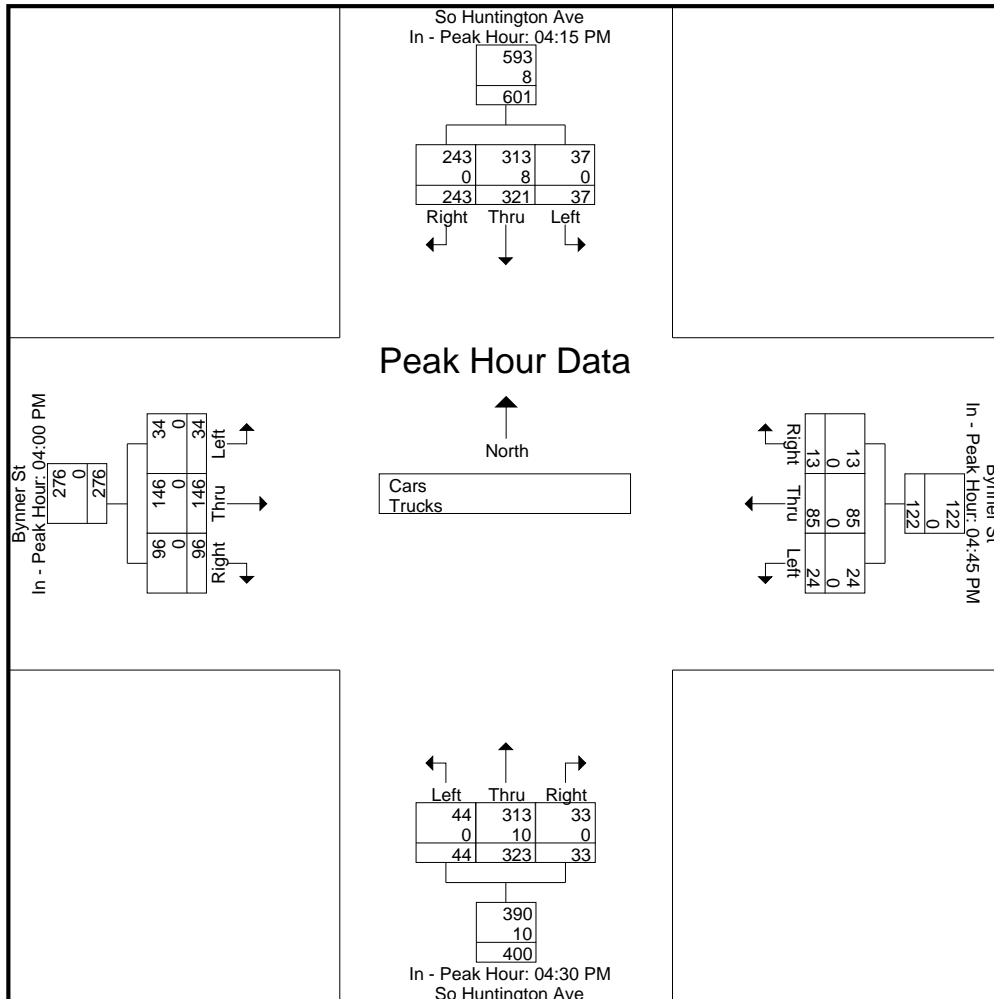 So Huntington Ave
In - Peak Hour: 04:15 PM
593
8
601
243 313 37
0 8 0
243 321 37
Right Thru Left
Peak Hour Data
North
Cars
Trucks
Bynner St
In - Peak Hour: 04:00 PM
276
0
276
34 0 34
146 0 146
96 0 96
Left
Thru
Right
Right
Thru
Left
13 0 13
85 0 85
24 0 24
122
0
122
Bynner St
In - Peak Hour: 04:45 PM
Left Thru Right
44 313 33
0 10 0
44 323 33
390
10
400
In - Peak Hour: 04:30 PM
So Huntington Ave